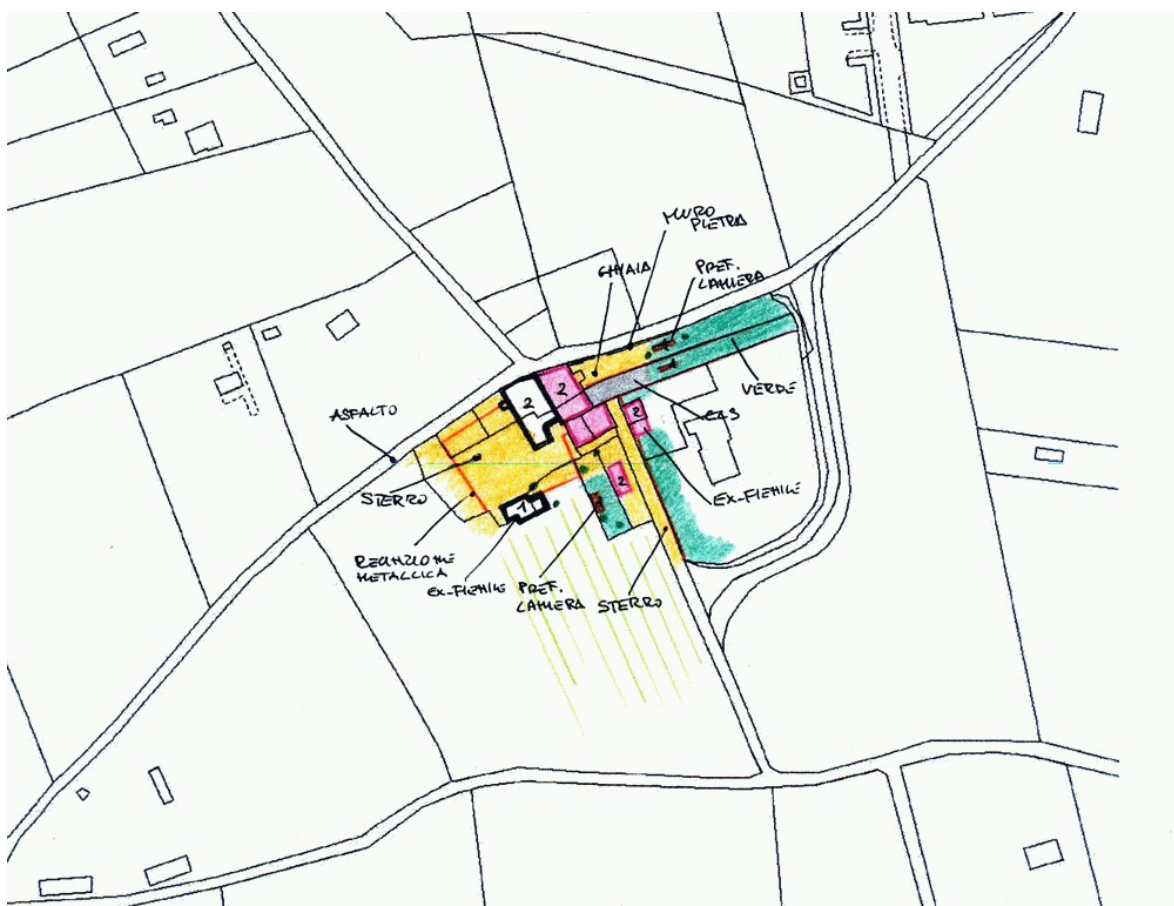 MURO
PIETRA
GHIAIA
PREF.
LAMIERA
VERDE
2
2
2
CLS
ASFALTO
STERRO
2
EX-FIENILE
1
RECINZIONE
METALLICA
EX-FIENILE
PREF.
LAMIERA
STERRO